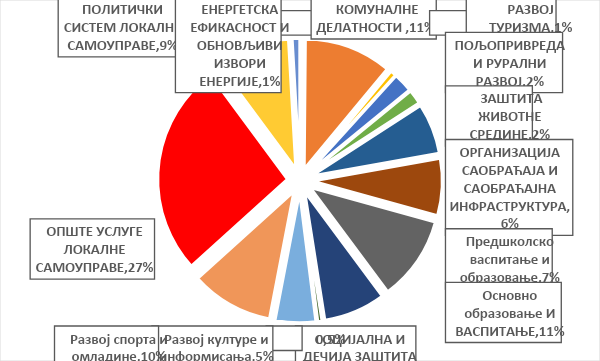 ПОЛИТИЧКИ
СИСТЕМ ЛОКАЛНЕ
САМОУПРАВЕ,9%
ЕНЕРГЕТСКА
ЕФИКАСНОСТ И
ОБНОВЉИВИ
ИЗВОРИ
ЕНЕРГИЈЕ,1%
КОМУНАЛНЕ
ДЕЛАТНОСТИ ,11%
РАЗВОЈ
ТУРИЗМА,1%
ПОЉОПРИВРЕДА
И РУРАЛНИ
РАЗВОЈ,2%
ЗАШТИТА
ЖИВОТНЕ
СРЕДИНЕ,2%
ОРГАНИЗАЦИЈА
САОБРАЋАЈА И
САОБРАЋАЈНА
ИНФРАСТРУКТУРА,
6%
Предшколско
васпитање и
образовање,7%
Основно
образовање И
ВАСПИТАЊЕ,11%
СОЦИЈАЛНА И
ДЕЧИЈА ЗАШТИТА
Развој културе и
информисања,5%
Развој спорта и
омладине,10%
ОПШТЕ УСЛУГЕ
ЛОКАЛНЕ
САМОУПРАВЕ,27%